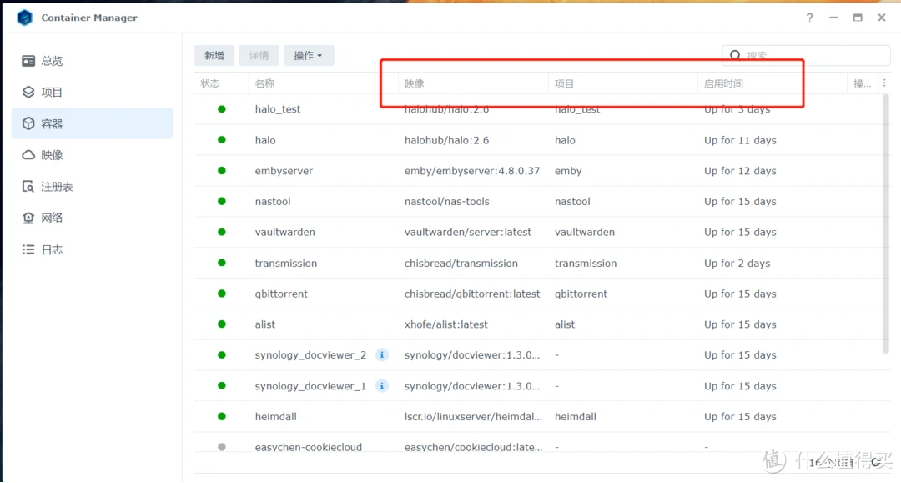 Container Manager
?
总览
项目
容器
映像
注册表
网络
日志
新增 详情 操作
搜索
状态 名称 映像 项目 启用时间 操...
halo_test halohub/halo:2.6 halo_test Up for 3 days
halo halohub/halo:2.6 halo Up for 11 days
embyserver emby/embyserver:4.8.0.37 emby Up for 12 days
nastool nastool/nas-tools nastool Up for 15 days
vaultwarden vaultwarden/server:latest vaultwarden Up for 15 days
transmission chisbread/transmission transmission Up for 2 days
qbittorrent chisbread/qbittorrent:latest qbittorrent Up for 15 days
alist xhofe/alist:latest alist Up for 15 days
synology_docviewer_2 i synology/docviewer:1.3.0... - Up for 15 days
synology_docviewer_1 i synology/docviewer:1.3.0... - Up for 15 days
heimdall lscr.io/linuxserver/heimdal... heimdall Up for 15 days
easychen-cookiecloud easychen/cookiecloud:late... - -
值 什么值得买